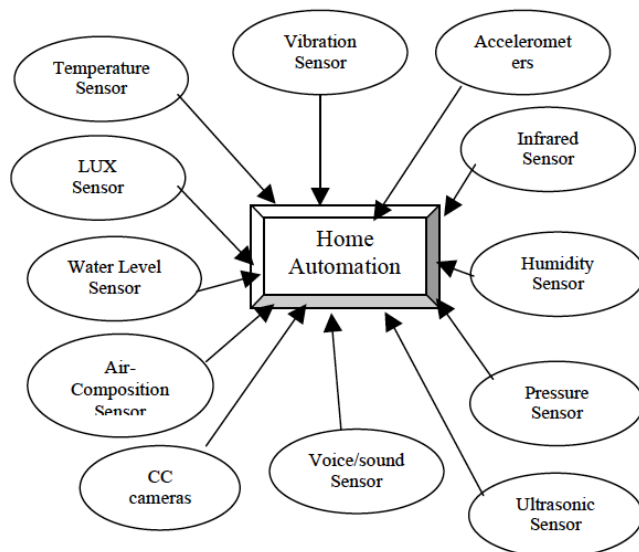 Vibration
Sensor
Acceleromet
ers
Temperature
Sensor
Infrared
Sensor
LUX
Sensor
Home
Automation
Water Level
Sensor
Humidity
Sensor
Air-
Composition
Sensor
Pressure
Sensor
CC
cameras
Voice/sound
Sensor
Ultrasonic
Sensor